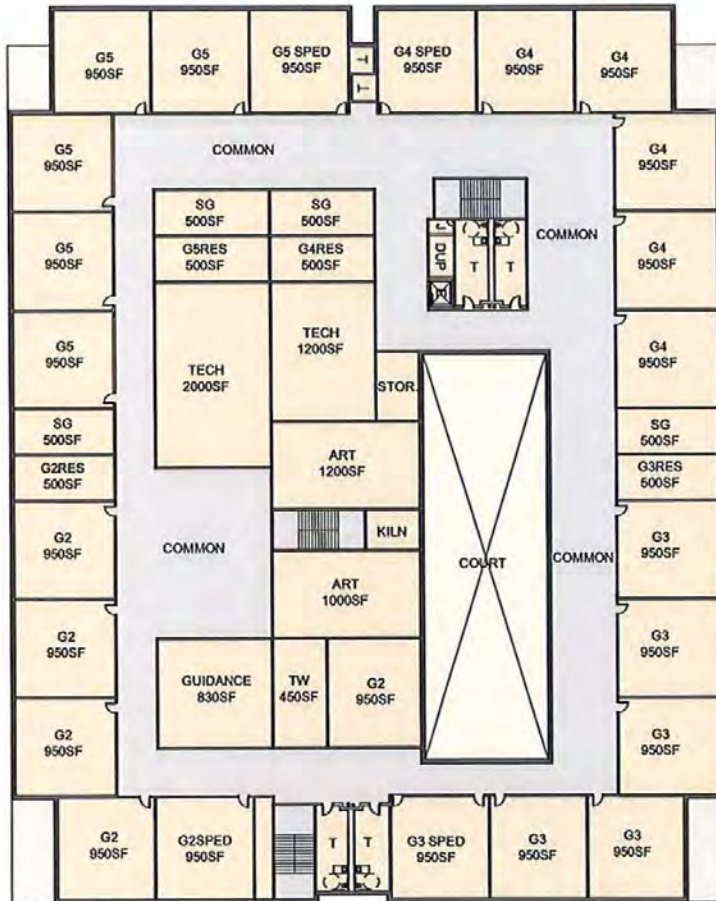 G5
950SF
G5
950SF
G5 SPED
950SF
G4 SPED
950SF
G4
950SF
G4
950SF
T
T
G5
950SF
COMMON
G4
950SF
SG
500SF
SG
500SF
G5
950SF
G5RES
500SF
G4RES
500SF
J
DUP
T
T
COMMON
G4
950SF
TECH
2000SF
TECH
1200SF
G5
950SF
STOR.
G4
950SF
SG
500SF
ART
1200SF
SG
500SF
G2RES
500SF
G3RES
500SF
G2
950SF
COMMON
KILN
COURT
COMMON
G3
950SF
ART
1000SF
G2
950SF
G3
950SF
GUIDANCE
830SF
TW
450SF
G2
950SF
G2
950SF
G3
950SF
G2
950SF
G2SPED
950SF
T
T
G3 SPED
950SF
G3
950SF
G3
950SF